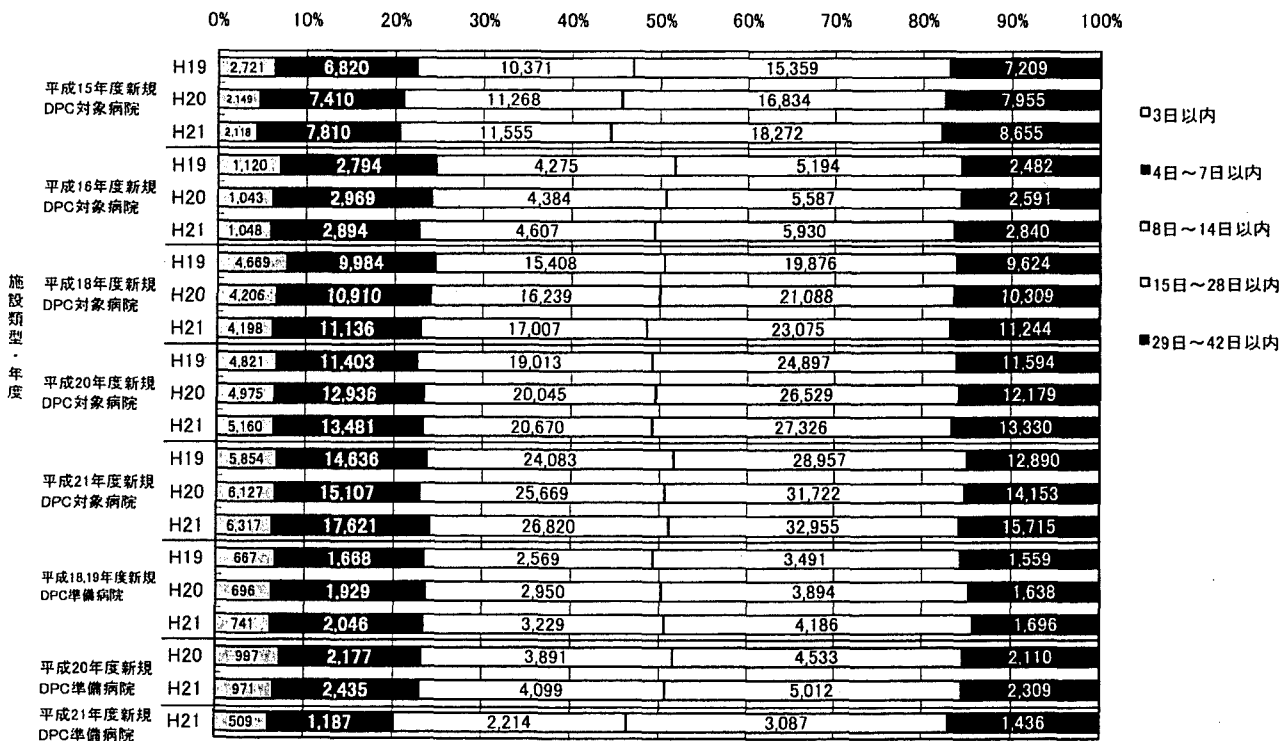 0% 10% 20% 30% 40% 50% 60% 70% 80% 90% 100%
施設類型・年度
平成15年度新規
DPC対象病院
H19 2,721 6,820 10,371 15,359 7,209
H20 2,149 7,410 11,268 16,834 7,955
H21 2,118 7,810 11,555 18,272 8,655
平成16年度新規
DPC対象病院
H19 1,120 2,794 4,275 5,194 2,482
H20 1,043 2,969 4,384 5,587 2,591
H21 1,048 2,894 4,607 5,930 2,840
平成18年度新規
DPC対象病院
H19 4,669 9,984 15,408 19,876 9,624
H20 4,206 10,910 16,239 21,088 10,309
H21 4,198 11,136 17,007 23,075 11,244
平成20年度新規
DPC対象病院
H19 4,821 11,403 19,013 24,897 11,594
H20 4,975 12,936 20,045 26,529 12,179
H21 5,160 13,481 20,670 27,326 13,330
平成21年度新規
DPC対象病院
H19 5,854 14,636 24,083 28,957 12,890
H20 6,127 15,107 25,669 31,722 14,153
H21 6,317 17,621 26,820 32,955 15,715
平成18,19年度新規
DPC準備病院
H19 667 1,668 2,569 3,491 1,559
H20 696 1,929 2,950 3,894 1,638
H21 741 2,046 3,229 4,186 1,696
平成20年度新規
DPC準備病院
H20 997 2,177 3,891 4,533 2,110
H21 971 2,435 4,099 5,012 2,309
平成21年度新規
DPC準備病院
H21 509 1,187 2,214 3,087 1,436
□3日以内
■4日～7日以内
□8日～14日以内
□15日～28日以内
■29日～42日以内